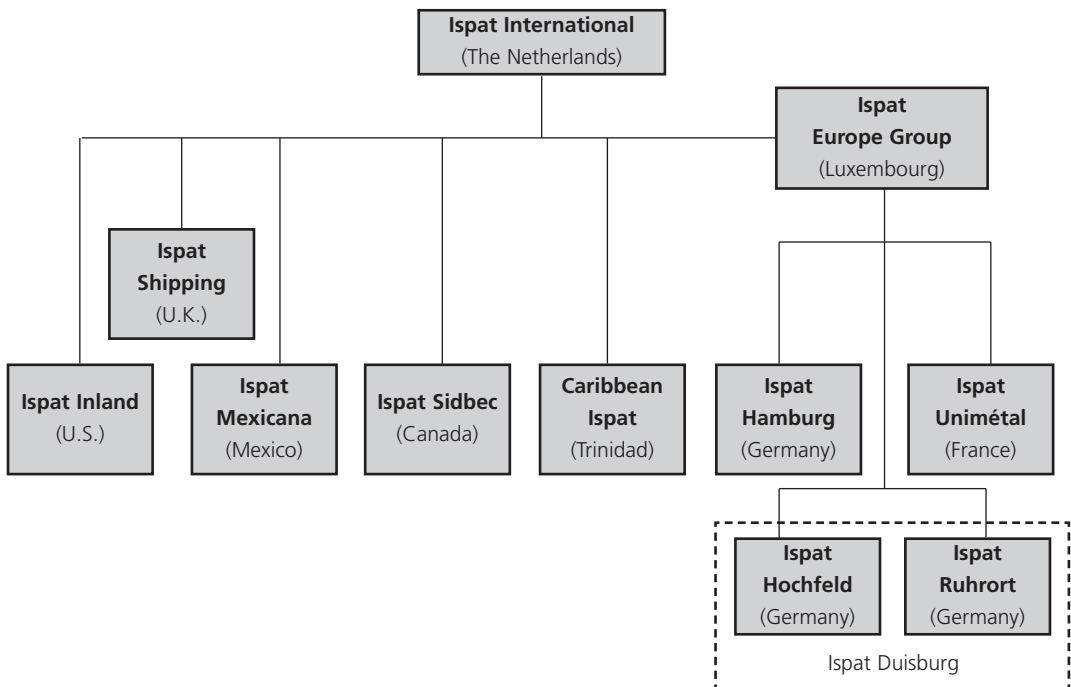 Ispat International
(The Netherlands)
Ispat
Europe Group
(Luxembourg)
Ispat
Shipping
(U.K.)
Ispat Inland
(U.S.)
Ispat
Mexicana
(Mexico)
Ispat Sidbec
(Canada)
Caribbean
Ispat
(Trinidad)
Ispat
Hamburg
(Germany)
Ispat
Unimétal
(France)
Ispat
Hochfeld
(Germany)
Ispat
Ruhrort
(Germany)
Ispat Duisburg